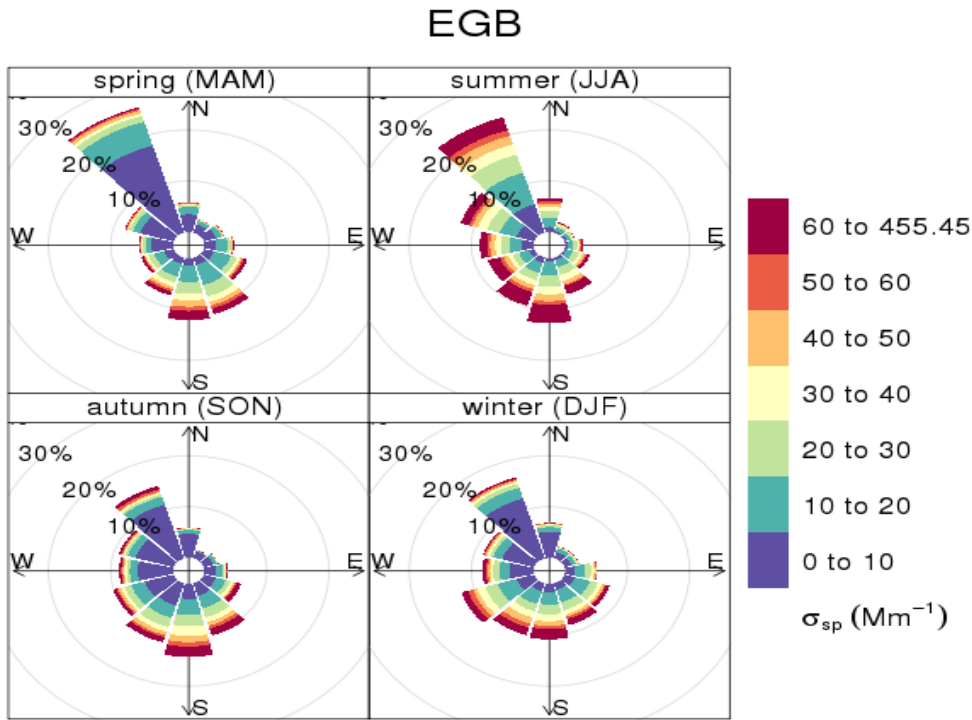 EGB
spring (MAM)
summer (JJA)
30%
20%
10%
N
W
E
S
30%
20%
10%
N
W
E
S
autumn (SON)
winter (DJF)
30%
20%
10%
N
W
E
S
30%
20%
10%
N
W
E
S
60 to 455.45
50 to 60
40 to 50
30 to 40
20 to 30
10 to 20
0 to 10
σsp (Mm⁻¹)